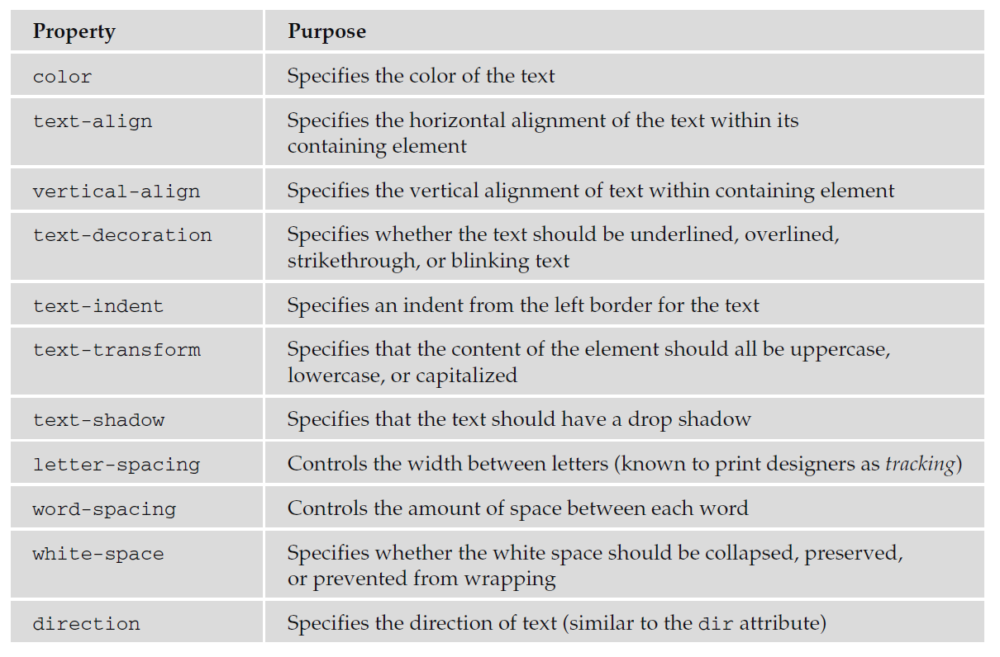 Property Purpose
color Specifies the color of the text
text-align Specifies the horizontal alignment of the text within its
containing element
vertical-align Specifies the vertical alignment of text within containing element
text-decoration Specifies whether the text should be underlined, overlined,
strikethrough, or blinking text
text-indent Specifies an indent from the left border for the text
text-transform Specifies that the content of the element should all be uppercase,
lowercase, or capitalized
text-shadow Specifies that the text should have a drop shadow
letter-spacing Controls the width between letters (known to print designers as tracking)
word-spacing Controls the amount of space between each word
white-space Specifies whether the white space should be collapsed, preserved,
or prevented from wrapping
direction Specifies the direction of text (similar to the dir attribute)